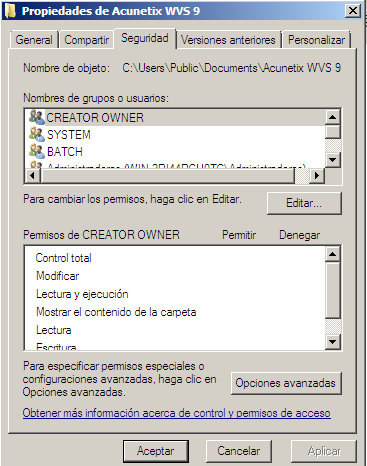 Propiedades de Acunetix WVS 9
General
Compartir
Seguridad
Versiones anteriores
Personalizar
Nombre de objeto: C:\Users\Public\Documents\Acunetix WVS 9
Nombres de grupos o usuarios:
CREATOR OWNER
SYSTEM
BATCH
Para cambiar los permisos, haga clic en Editar.
Editar...
Permisos de CREATOR OWNER Permitir Denegar
Control total
Modificar
Lectura y ejecución
Mostrar el contenido de la carpeta
Lectura
Escritura
Para especificar permisos especiales o
configuraciones avanzadas, haga clic en
Opciones avanzadas.
Opciones avanzadas
Obtener más información acerca de control y permisos de acceso
Aceptar
Cancelar
Aplicar